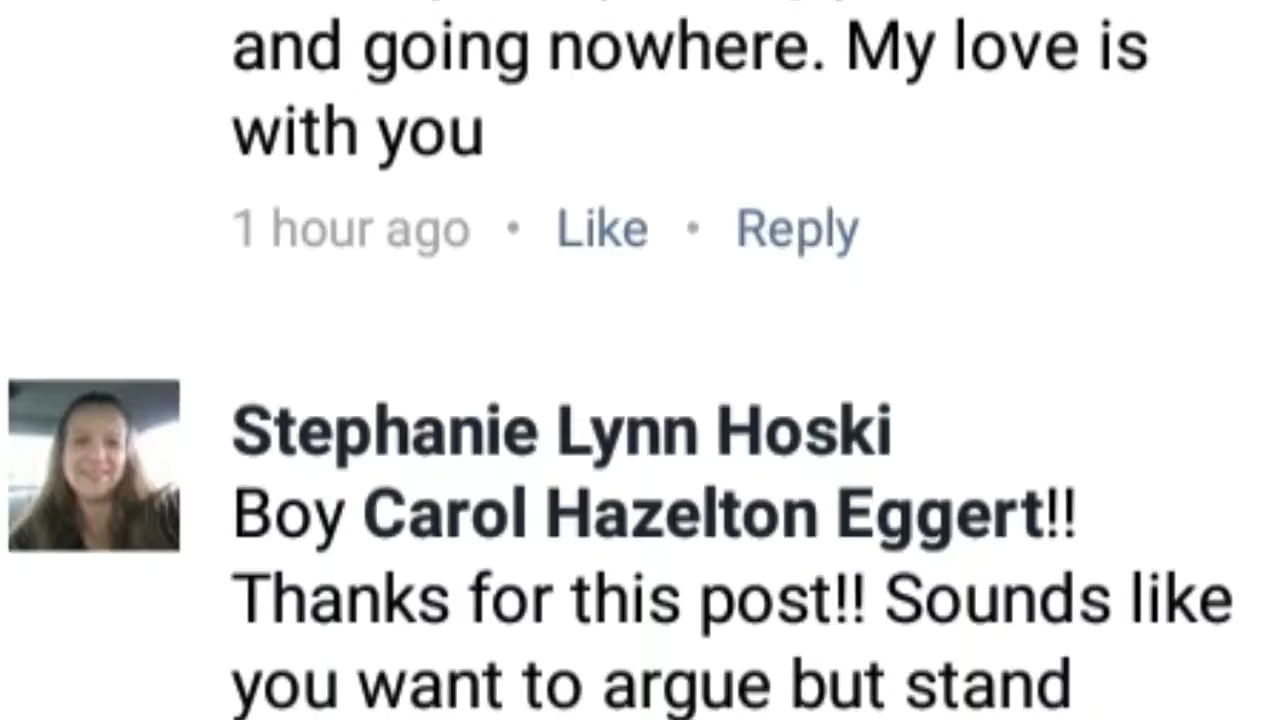 and going nowhere. My love is
with you
1 hour ago • Like • Reply
Stephanie Lynn Hoski
Boy Carol Hazelton Eggert!!
Thanks for this post!! Sounds like
you want to argue but stand